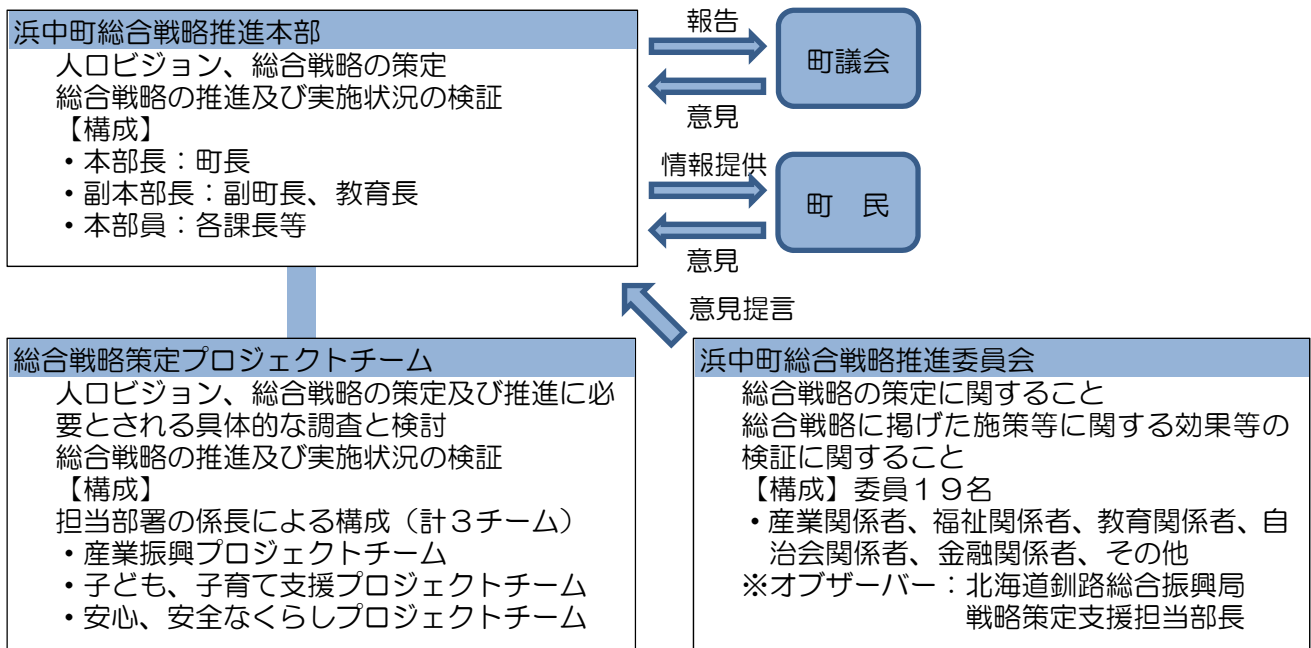 浜中町総合戦略推進本部
人口ビジョン、総合戦略の策定
総合戦略の推進及び実施状況の検証
【構成】
・本部長：町長
・副本部長：副町長、教育長
・本部員：各課長等
報告
町議会
意見
情報提供
町　民
意見
意見提言
総合戦略策定プロジェクトチーム
人口ビジョン、総合戦略の策定及び推進に必
要とされる具体的な調査と検討
総合戦略の推進及び実施状況の検証
【構成】
担当部署の係長による構成（計３チーム）
・産業振興プロジェクトチーム
・子ども、子育て支援プロジェクトチーム
・安心、安全なくらしプロジェクトチーム
浜中町総合戦略推進委員会
総合戦略の策定に関すること
総合戦略に掲げた施策等に関する効果等の
検証に関すること
【構成】委員１９名
・産業関係者、福祉関係者、教育関係者、自
治会関係者、金融関係者、その他
※オブザーバー：北海道釧路総合振興局
戦略策定支援担当部長